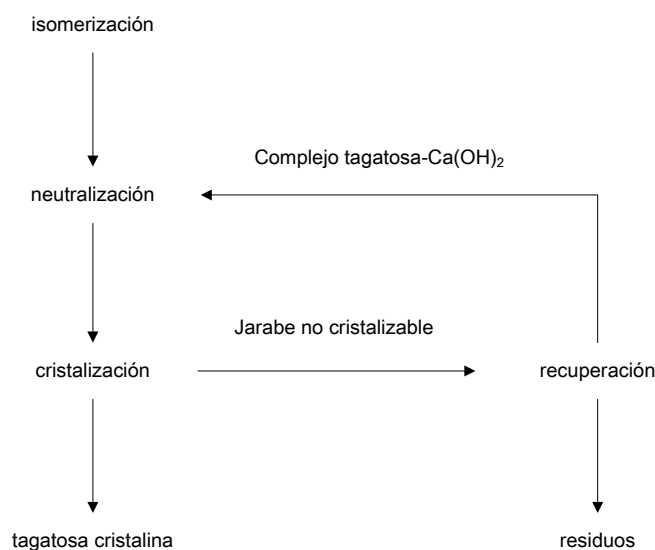 isomerización
Complejo tagatosa-Ca(OH)₂
neutralización
Jarabe no cristalizable
cristalización
recuperación
tagatosa cristalina
residuos